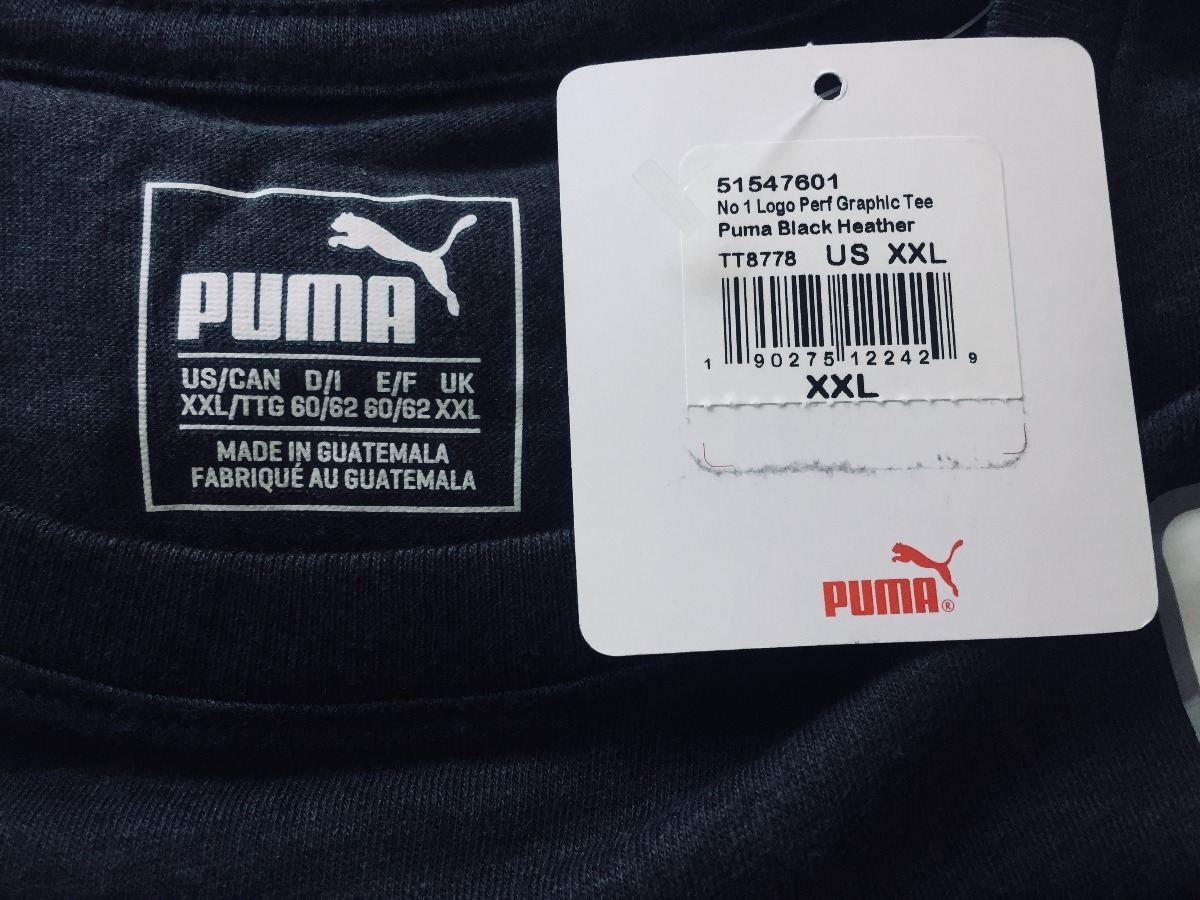 PUMA
US/CAN D/I E/F UK
XXL/TTG 60/62 60/62 XXL
MADE IN GUATEMALA
FABRIQUÉ AU GUATEMALA
51547601
No 1 Logo Perf Graphic Tee
Puma Black Heather
TT8778 US XXL
1 90275 12242 9
XXL
PUMA®